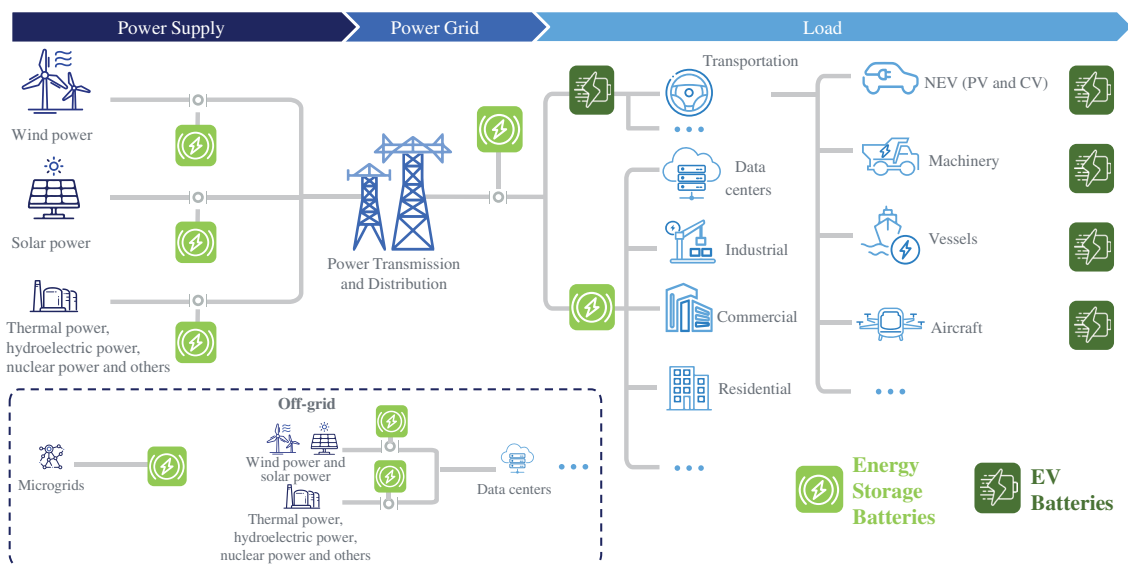 Power Supply
Power Grid
Load
Wind power
Solar power
Thermal power,
hydroelectric power,
nuclear power and others
Power Transmission
and Distribution
Transportation
Data
centers
Industrial
Commercial
Residential
NEV (PV and CV)
Machinery
Vessels
Aircraft
Off-grid
Microgrids
Wind power and
solar power
Thermal power,
hydroelectric power,
nuclear power and others
Data centers
Energy
Storage
Batteries
EV
Batteries